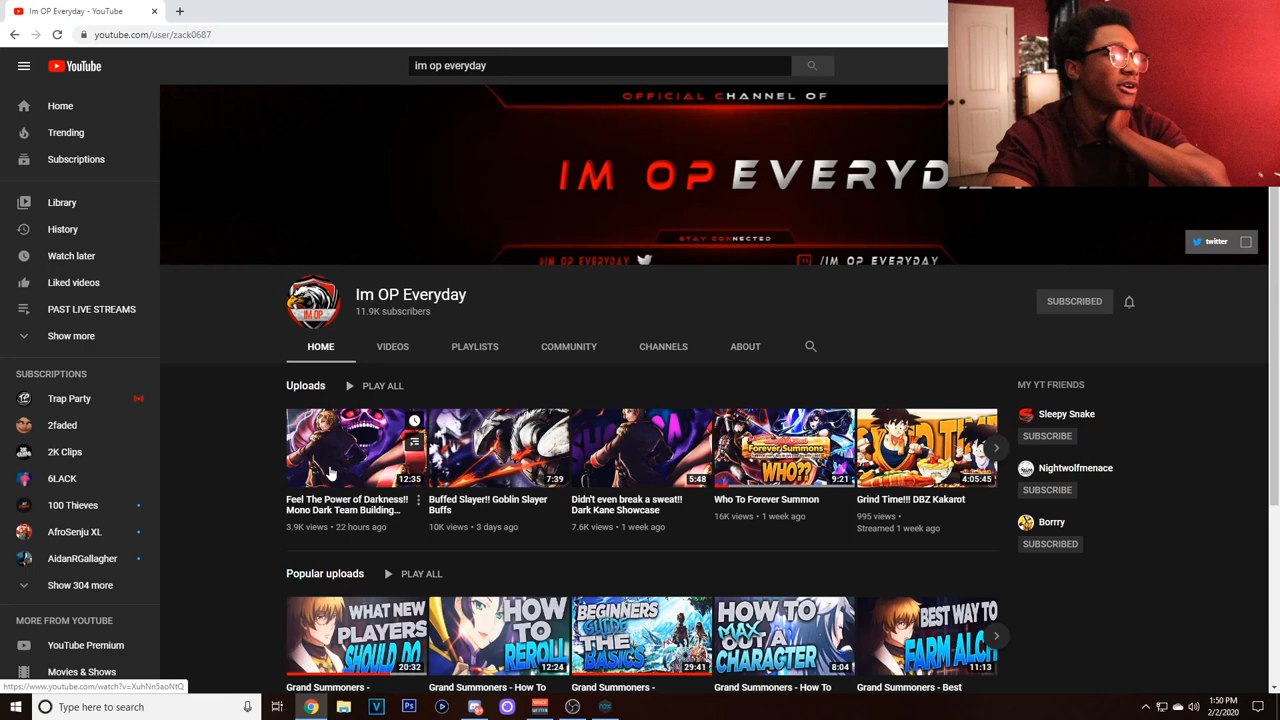 Im OP Everyday - YouTube
youtube.com/user/zack0687
YouTube
im op everyday
Home
Trending
Subscriptions
Library
History
Watch later
Liked videos
PAST LIVE STREAMS
Show more
SUBSCRIPTIONS
Trap Party
2faded
2K Clips
6LACK
100 Thieves
AfroSenju XL
AidanRGallagher
Show 304 more
MORE FROM YOUTUBE
YouTube Premium
Movies & Shows
OFFICIAL CHANNEL OF
IM OP EVERYD
STAY CONNECTED
@IM OP EVERYDAY
/IM OP EVERYDAY
twitter
IM OP
Im OP Everyday
11.9K subscribers
SUBSCRIBED
HOME
VIDEOS
PLAYLISTS
COMMUNITY
CHANNELS
ABOUT
Uploads
PLAY ALL
12:35
Feel The Power of Darkness!!
Mono Dark Team Building...
3.9K views • 22 hours ago
7:39
Buffed Slayer!! Goblin Slayer
Buffs
10K views • 3 days ago
5:48
Didn't even break a sweat!!
Dark Kane Showcase
7.6K views • 1 week ago
Forever Summons
WHO??
9:21
Who To Forever Summon
16K views • 1 week ago
GRIND TIME
4:05:45
Grind Time!!! DBZ Kakarot
995 views •
Streamed 1 week ago
MY YT FRIENDS
Sleepy Snake
SUBSCRIBE
Nightwolfmenace
SUBSCRIBE
Borrry
SUBSCRIBED
Popular uploads
PLAY ALL
WHAT NEW
PLAYERS
SHOULD DO
20:32
Grand Summoners -
HOW
TO
REROLL
12:24
Grand Summoners - How To
BEGINNERS
GUIDE
THE
BASICS
29:41
Grand Summoners -
HOW TO
MAX
OUT A
CHARACTER
8:04
Grand Summoners - How To
BEST WAY TO
FARM ALC
11:13
Grand Summoners - Best
https://www.youtube.com/watch?v=XuhNn5aoNtQ
Type here to search
1:50 PM
2/2/2020